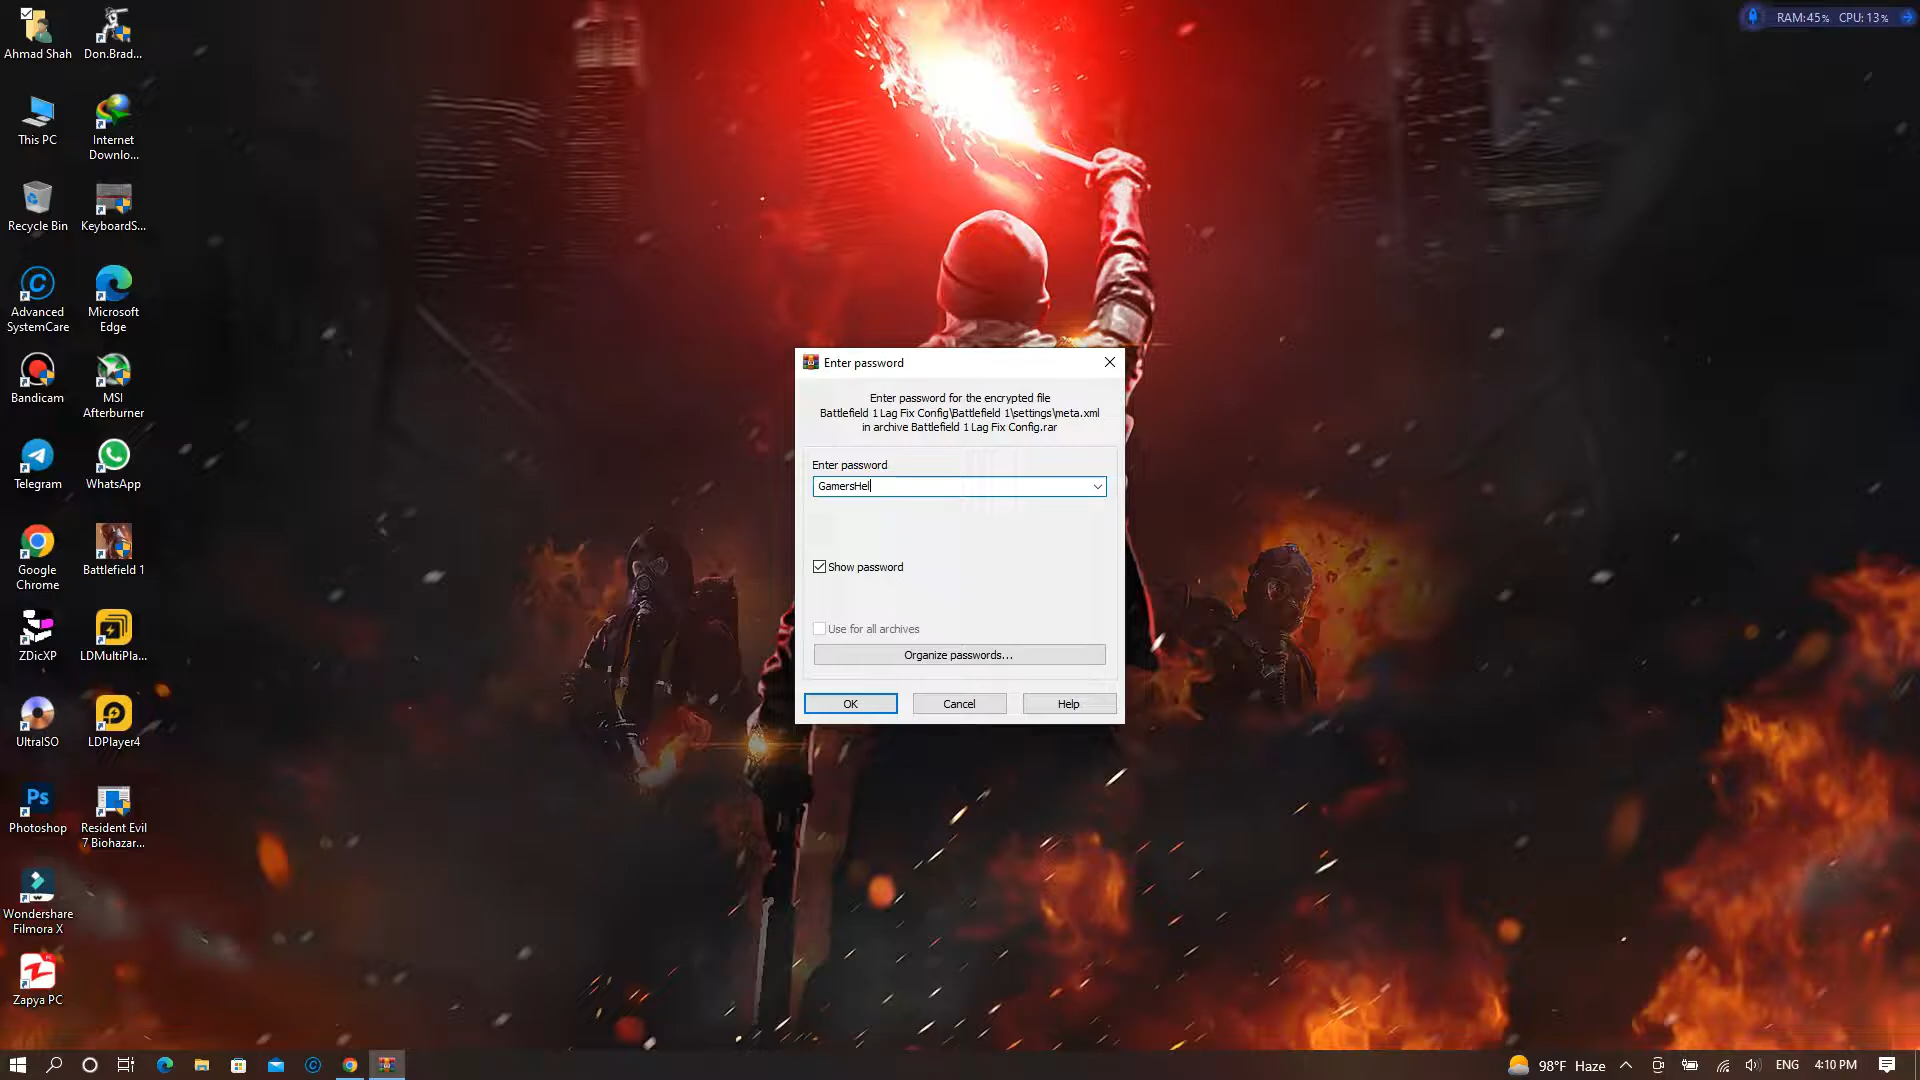 RAM:45% CPU: 13%
Ahmad Shah
Don.Brad...
This PC
Internet
Downlo...
Recycle Bin
KeyboardS...
Advanced
SystemCare
Microsoft
Edge
Bandicam
MSI
Afterburner
Telegram
WhatsApp
Google
Chrome
Battlefield 1
ZDicXP
LDMultiPla...
UltraISO
LDPlayer4
Ps
Photoshop
Resident Evil
7 Biohazar...
Wondershare
Filmora X
Zapya PC
Enter password
Enter password for the encrypted file
Battlefield 1 Lag Fix Config\Battlefield 1\settings\meta.xml
in archive Battlefield 1 Lag Fix Config.rar
Enter password
GamersHel
Show password
Use for all archives
Organize passwords...
OK
Cancel
Help
98°F Haze
ENG
4:10 PM